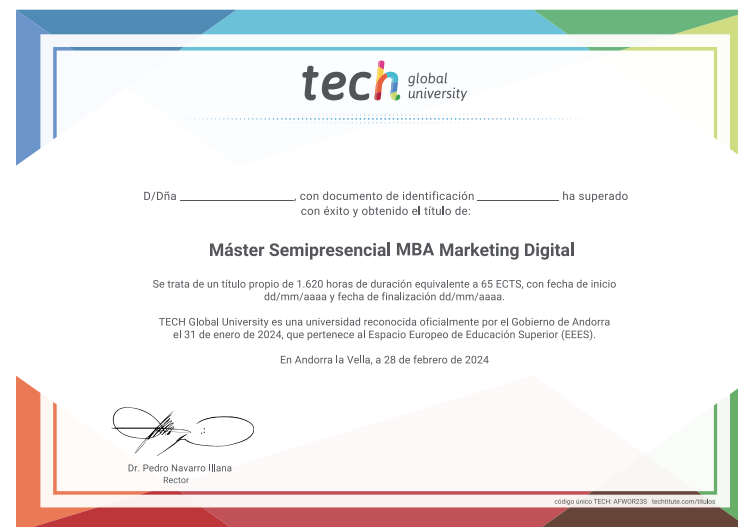 tech global
university
D/Dña ________________, con documento de identificación ____________ ha superado
con éxito y obtenido el título de:
Máster Semipresencial MBA Marketing Digital
Se trata de un título propio de 1.620 horas de duración equivalente a 65 ECTS, con fecha de inicio
dd/mm/aaaa y fecha de finalización dd/mm/aaaa.
TECH Global University es una universidad reconocida oficialmente por el Gobierno de Andorra
el 31 de enero de 2024, que pertenece al Espacio Europeo de Educación Superior (EEES).
En Andorra la Vella, a 28 de febrero de 2024
Dr. Pedro Navarro Illana
Rector
código único TECH: AFWOR23S techtitute.com/titulos